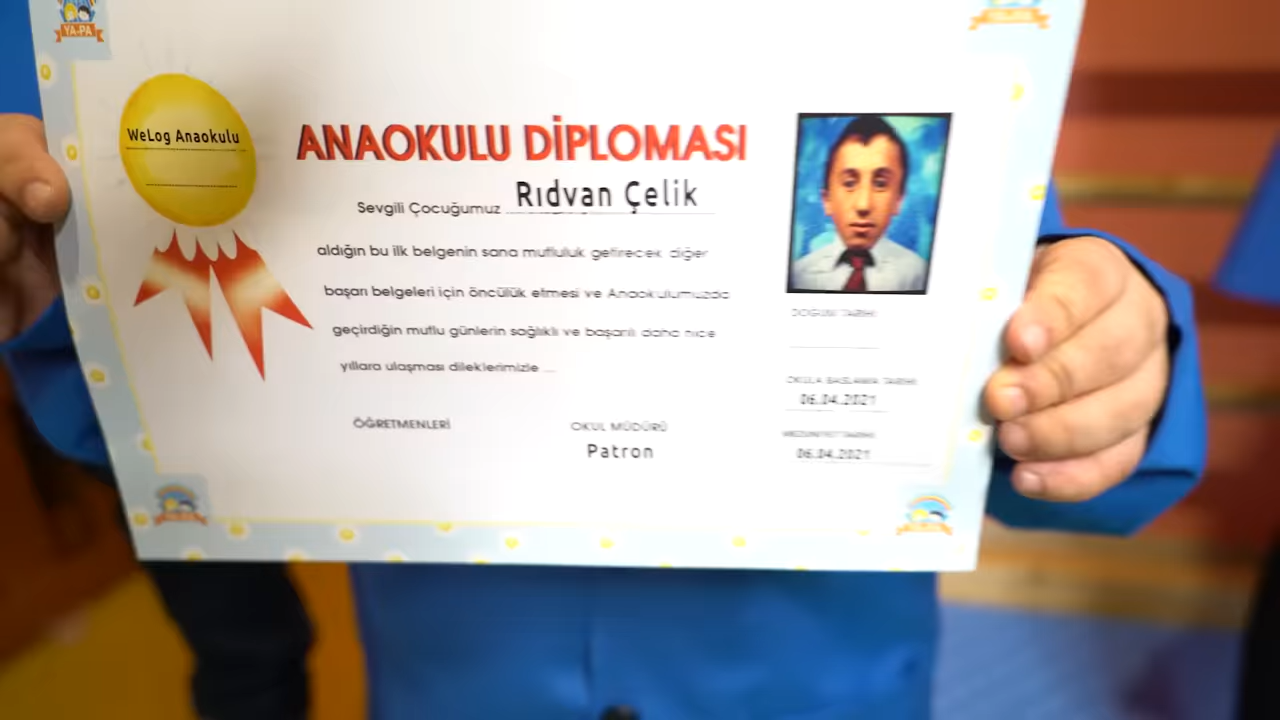 YA-PA
YA-PA
WeLog Anaokulu
ANAOKULU DİPLOMASI
Sevgili Çocuğumuz Rıdvan Çelik
aldığın bu ilk belgenin sana mutluluk getirecek diğer
başarı belgeleri için öncülük etmesi ve Anaokulumuzda
geçirdiğin mutlu günlerin sağlıklı ve başarılı daha nice
yıllara ulaşması dileklerimizle ...
DOĞUM TARİHİ
OKULA BAŞLAMA TARİHİ
06.04.2021
MEZUNİYET TARİHİ
06.04.2021
ÖĞRETMENLERİ
OKUL MÜDÜRÜ
Patron